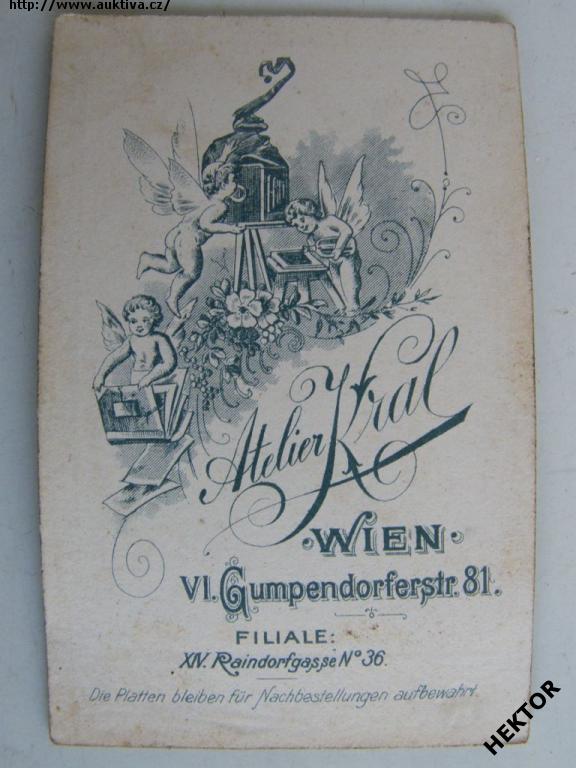 http://www.auktiva.cz/
Atelier Kral
WIEN
VI. Gumpendorferstr. 81.
FILIALE:
XIV. Raindorfgasse No 36.
Die Platten bleiben für Nachbestellungen aufbewahrt.
HEKTOR